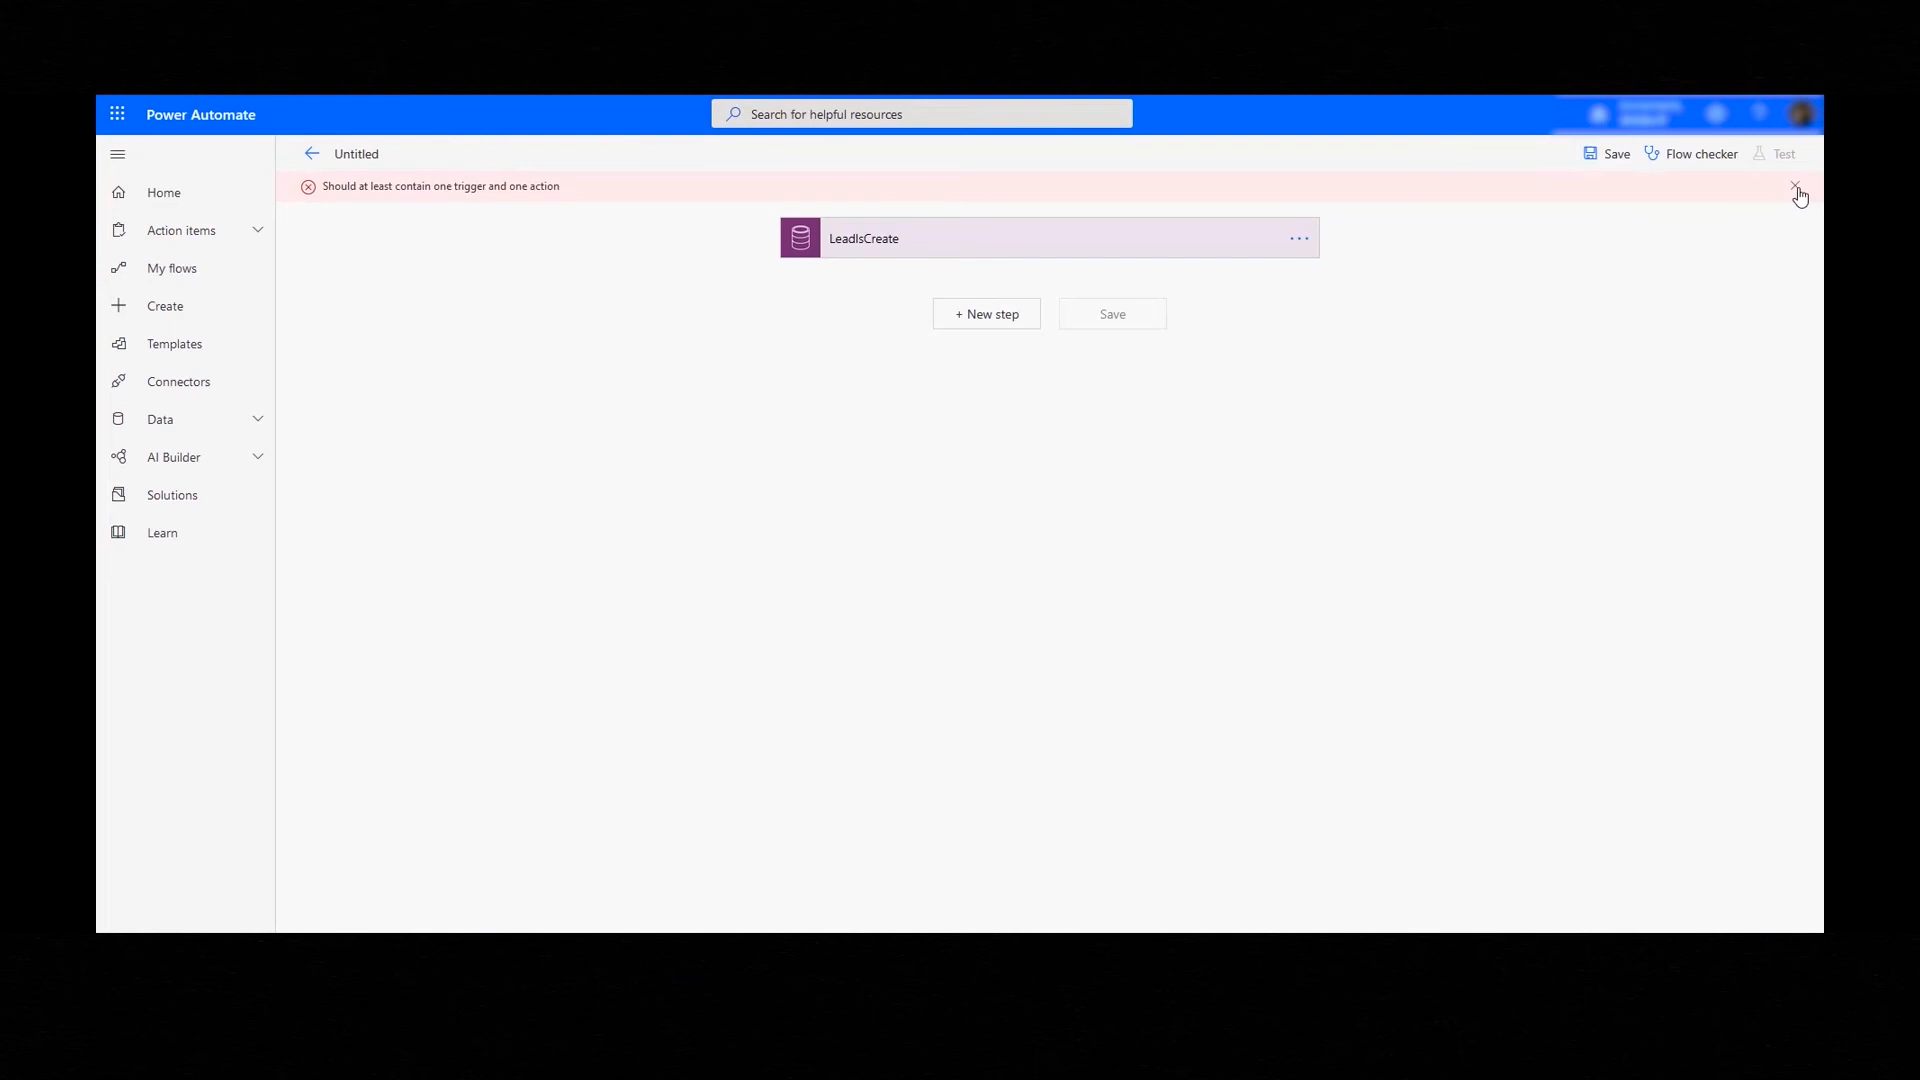 Power Automate
Search for helpful resources
Untitled
Save
Flow checker
Test
Should at least contain one trigger and one action
Home
Action items
My flows
Create
Templates
Connectors
Data
AI Builder
Solutions
Learn
LeadIsCreate
+ New step
Save